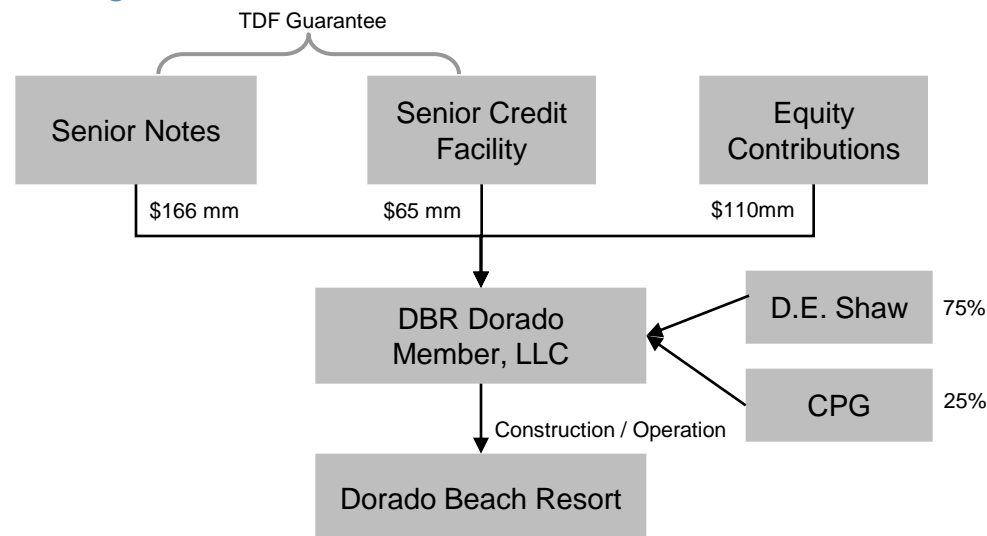 TDF Guarantee
Senior Notes
Senior Credit
Facility
Equity
Contributions
$166 mm
$65 mm
$110mm
DBR Dorado
Member, LLC
D.E. Shaw
75%
CPG
25%
Construction / Operation
Dorado Beach Resort